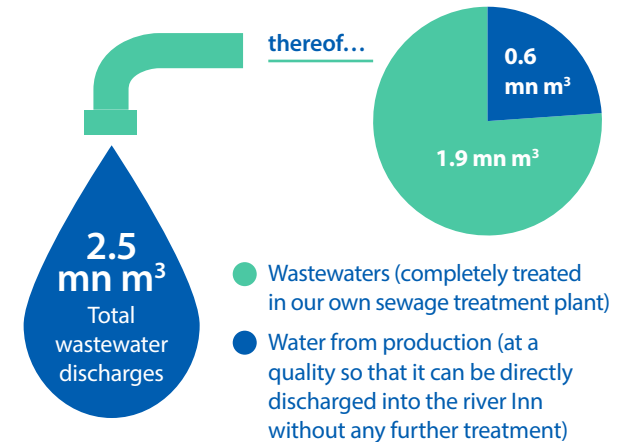 thereof…
0.6
mn m³
1.9 mn m³
2.5
mn m³
Total
wastewater
discharges
Wastewaters (completely treated
in our own sewage treatment plant)
Water from production (at a
quality so that it can be directly
discharged into the river Inn
without any further treatment)